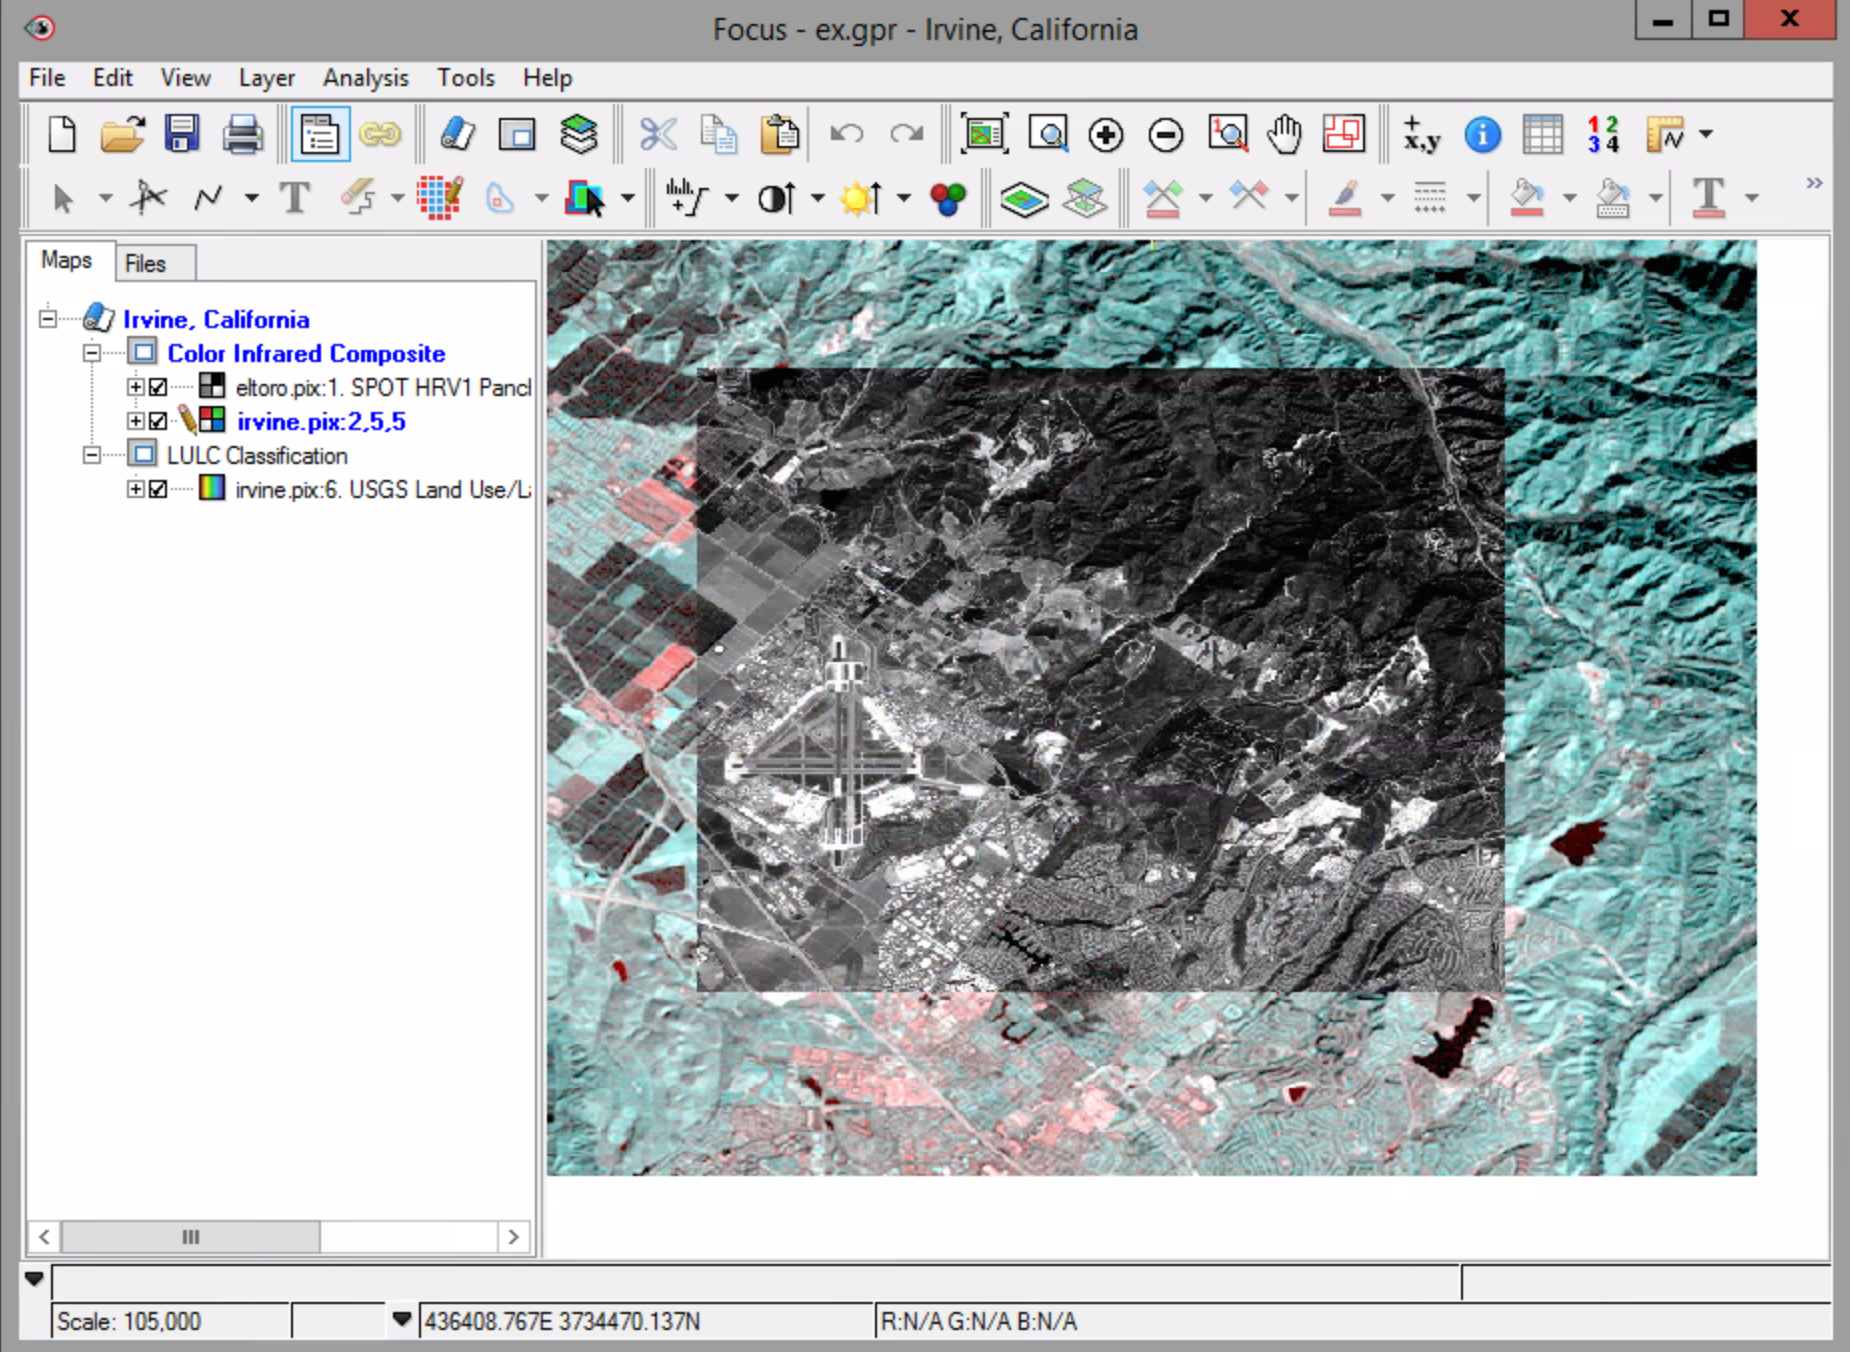 Focus - ex.gpr - Irvine, California
File Edit View Layer Analysis Tools Help
+
x,y
i
1 2
3 4
1
T
T
»
Maps Files
Irvine, California
Color Infrared Composite
eltoro.pix:1. SPOT HRV1 Panc
irvine.pix:2,5,5
LULC Classification
irvine.pix:6. USGS Land Use/L
Scale: 105,000
436408.767E 3734470.137N
R:N/A G:N/A B:N/A